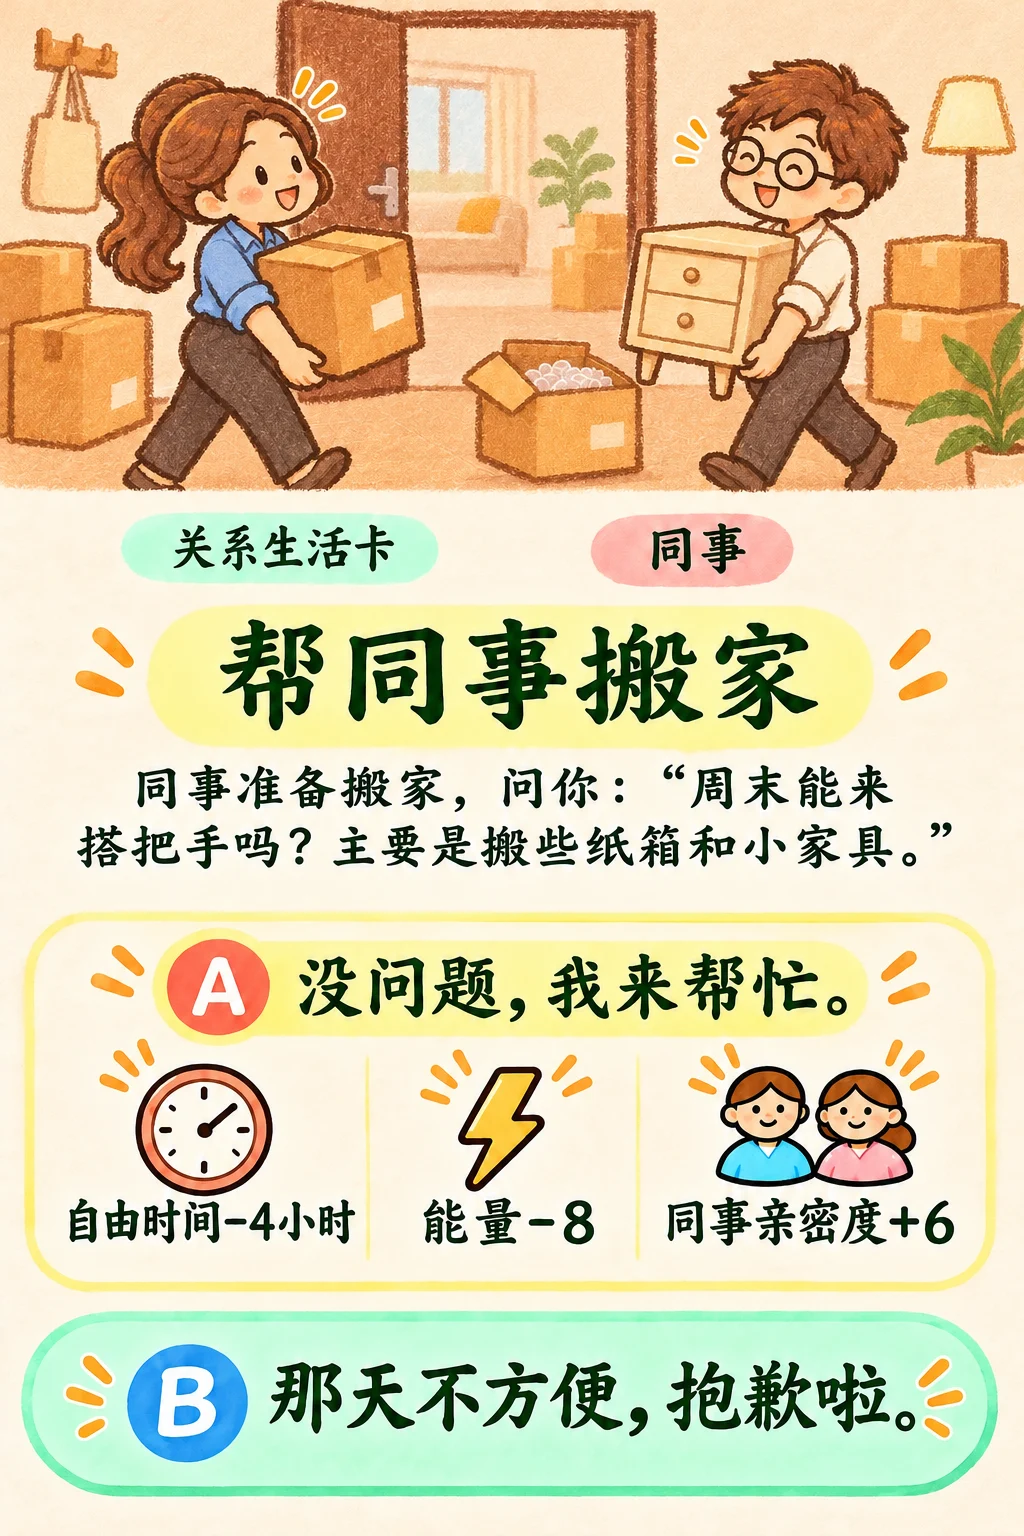 关系生活卡
同事
帮同事搬家
同事准备搬家，问你：“周末能来
搭把手吗？主要是搬些纸箱和小家具。”
A 没问题，我来帮忙。
自由时间-4小时
能量-8
同事亲密度+6
B 那天不方便，抱歉啦。